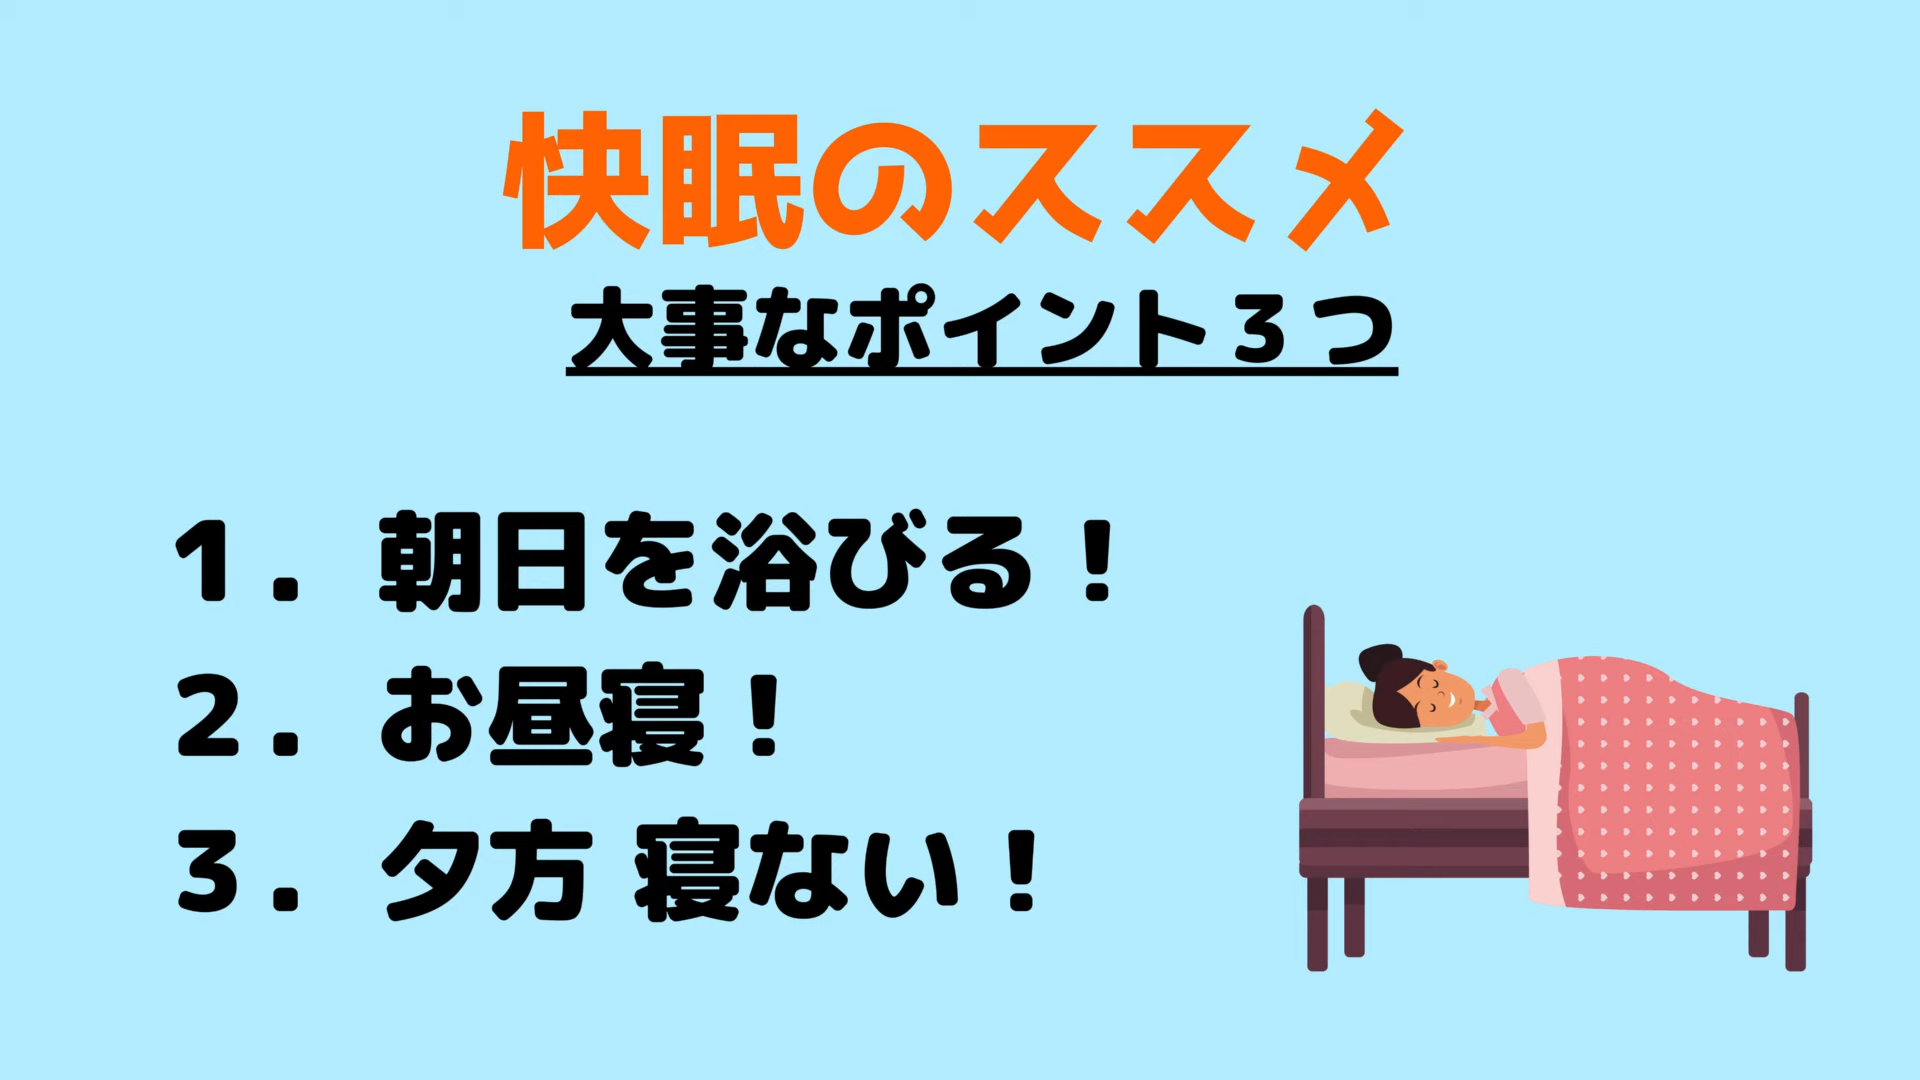 快眠のススメ
大事なポイント３つ
１．朝日を浴びる！
２．お昼寝！
３．夕方 寝ない！